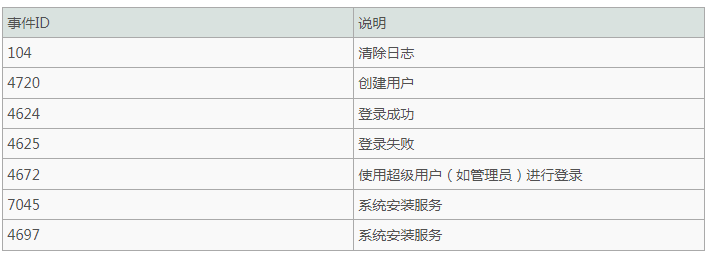 事件ID 说明
104 清除日志
4720 创建用户
4624 登录成功
4625 登录失败
4672 使用超级用户（如管理员）进行登录
7045 系统安装服务
4697 系统安装服务